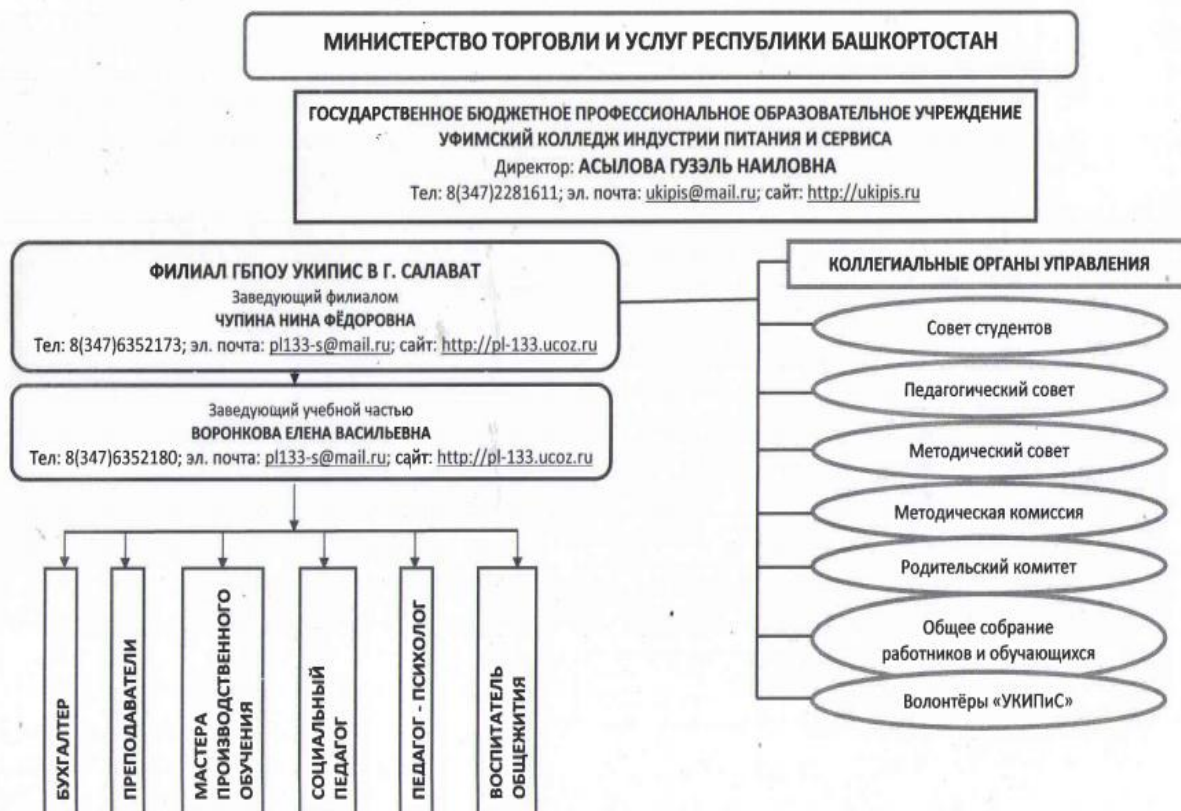 МИНИСТЕРСТВО ТОРГОВЛИ И УСЛУГ РЕСПУБЛИКИ БАШКОРТОСТАН
ГОСУДАРСТВЕННОЕ БЮДЖЕТНОЕ ПРОФЕССИОНАЛЬНОЕ ОБРАЗОВАТЕЛЬНОЕ УЧРЕЖДЕНИЕ
УФИМСКИЙ КОЛЛЕДЖ ИНДУСТРИИ ПИТАНИЯ И СЕРВИСА
Директор: АСЫЛОВА ГУЗЭЛЬ НАИЛОВНА
Тел: 8(347)2281611; эл. почта: ukipis@mail.ru; сайт: http://ukipis.ru
ФИЛИАЛ ГБПОУ УКИПИС В Г. САЛАВАТ
Заведующий филиалом
ЧУПИНА НИНА ФЁДОРОВНА
Тел: 8(347)6352173; эл. почта: pl133-s@mail.ru; сайт: http://pl-133.ucoz.ru
Заведующий учебной частью
ВОРОНКОВА ЕЛЕНА ВАСИЛЬЕВНА
Тел: 8(347)6352180; эл. почта: pl133-s@mail.ru; сайт: http://pl-133.ucoz.ru
БУХГАЛТЕР
ПРЕПОДАВАТЕЛИ
МАСТЕРА
ПРОИЗВОДСТВЕННОГО
ОБУЧЕНИЯ
СОЦИАЛЬНЫЙ
ПЕДАГОГ
ПЕДАГОГ - ПСИХОЛОГ
ВОСПИТАТЕЛЬ
ОБЩЕЖИТИЯ
КОЛЛЕГИАЛЬНЫЕ ОРГАНЫ УПРАВЛЕНИЯ
Совет студентов
Педагогический совет
Методический совет
Методическая комиссия
Родительский комитет
Общее собрание
работников и обучающихся
Волонтёры «УКИПиС»